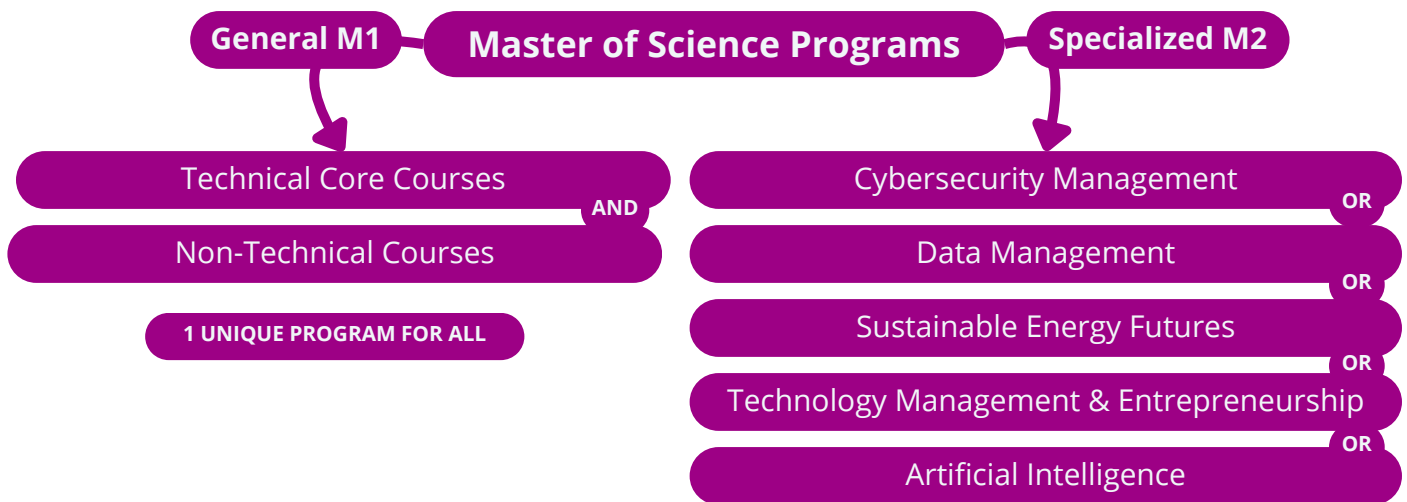 General M1
Master of Science Programs
Specialized M2
Technical Core Courses
AND
Non-Technical Courses
1 UNIQUE PROGRAM FOR ALL
Cybersecurity Management
OR
Data Management
OR
Sustainable Energy Futures
OR
Technology Management & Entrepreneurship
OR
Artificial Intelligence